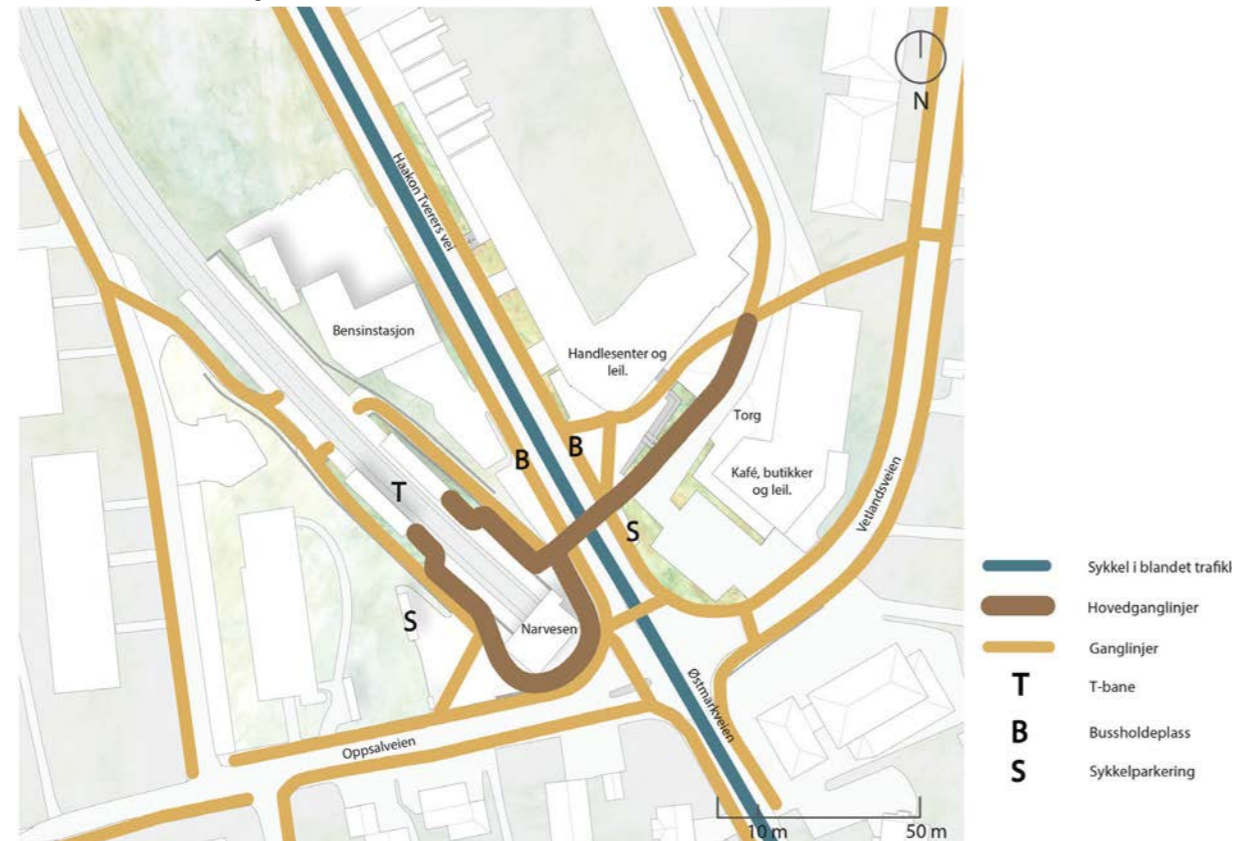 N
Haakon Tverers vei
Bensinstasjon
Handlesenter og
leil.
Torg
B
B
Kafé, butikker
og leil.
T
S
Vetlandsveien
S
Narvesen
Østmarkveien
Oppsalveien
10 m
50 m
Sykkel i blandet trafikk
Hovedganglinjer
Ganglinjer
T
T-bane
B
Bussholdeplass
S
Sykkelparkering